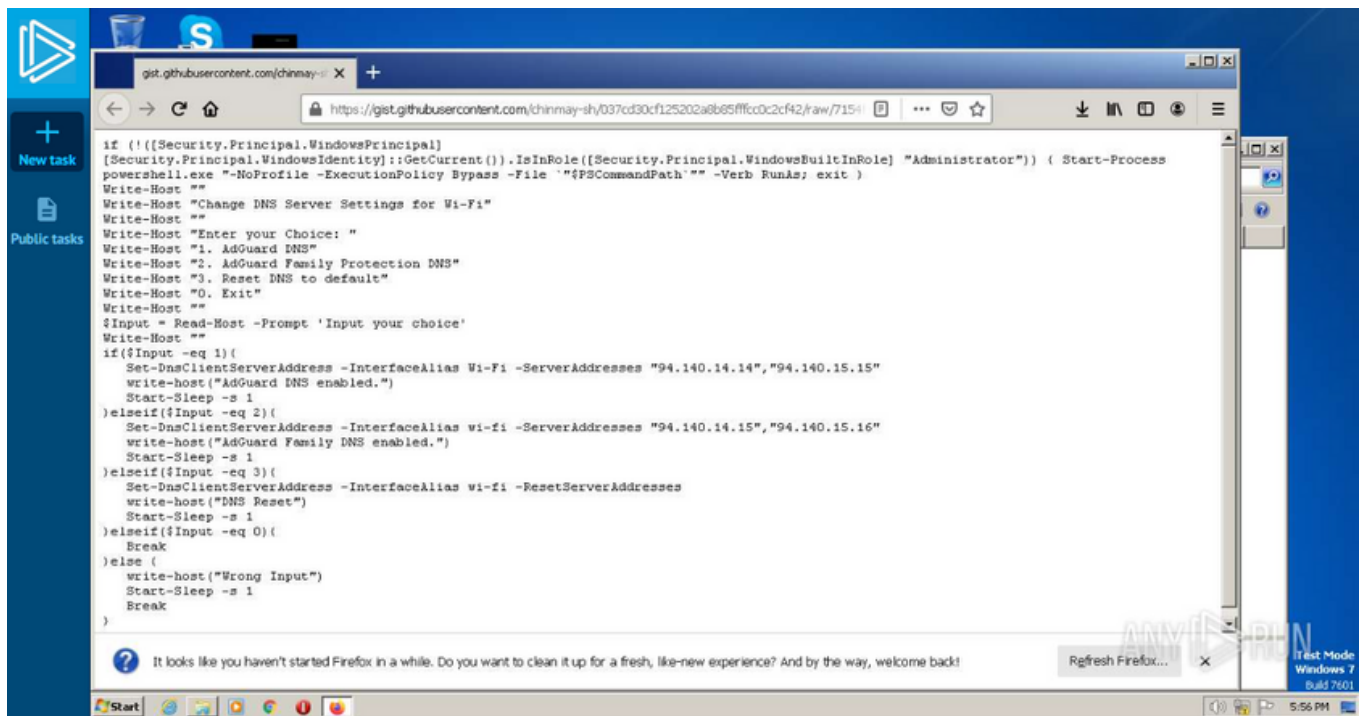 S
gist.githubusercontent.com/chinmay-s
https://gist.githubusercontent.com/chinmay-sh/037cd30cf125202a8b85fffcc0c2cf42/raw/7154
New task
Public tasks
if (!([Security.Principal.WindowsPrincipal]
[Security.Principal.WindowsIdentity]::GetCurrent()).IsInRole([Security.Principal.WindowsBuiltInRole] "Administrator")) { Start-Process
powershell.exe "-NoProfile -ExecutionPolicy Bypass -File `"$PSCommandPath`"" -Verb RunAs; exit }
Write-Host ""
Write-Host "Change DNS Server Settings for Wi-Fi"
Write-Host ""
Write-Host "Enter your Choice: "
Write-Host "1. AdGuard DNS"
Write-Host "2. AdGuard Family Protection DNS"
Write-Host "3. Reset DNS to default"
Write-Host "0. Exit"
Write-Host ""
$Input = Read-Host -Prompt 'Input your choice'
Write-Host ""
if($Input -eq 1){
Set-DnsClientServerAddress -InterfaceAlias Wi-Fi -ServerAddresses "94.140.14.14","94.140.15.15"
write-host("AdGuard DNS enabled.")
Start-Sleep -s 1
}elseif($Input -eq 2){
Set-DnsClientServerAddress -InterfaceAlias wi-fi -ServerAddresses "94.140.14.15","94.140.15.16"
write-host("AdGuard Family DNS enabled.")
Start-Sleep -s 1
}elseif($Input -eq 3){
Set-DnsClientServerAddress -InterfaceAlias wi-fi -ResetServerAddresses
write-host("DNS Reset")
Start-Sleep -s 1
}elseif($Input -eq 0){
Break
}else {
write-host("Wrong Input")
Start-Sleep -s 1
Break
}
It looks like you haven't started Firefox in a while. Do you want to clean it up for a fresh, like-new experience? And by the way, welcome back!
Refresh Firefox...
ANY RUN
Test Mode
Windows 7
Build 7601
Start
5:56 PM